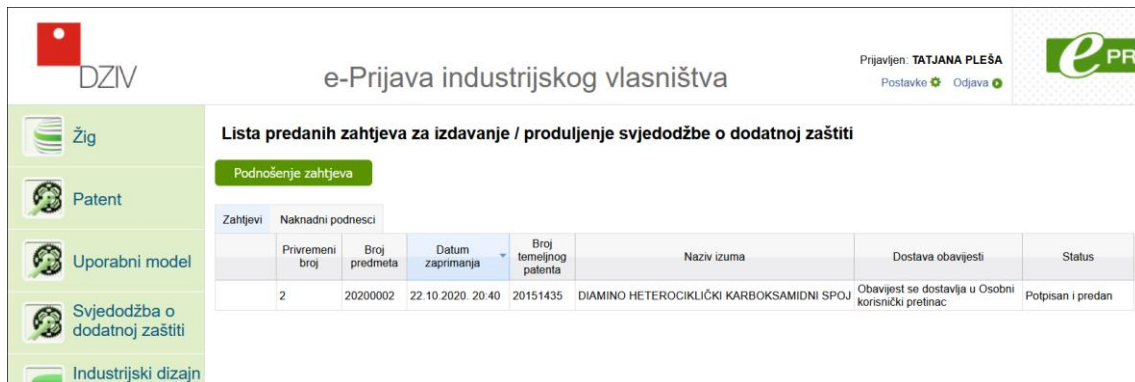 DZIV
e-Prijava industrijskog vlasništva
Prijavljen: TATJANA PLEŠA
Postavke Odjava
e PR
Žig
Patent
Uporabni model
Svjedodžba o
dodatnoj zaštiti
Industrijski dizajn
Lista predanih zahtjeva za izdavanje / produljenje svjedodžbe o dodatnoj zaštiti
Podnošenje zahtjeva
Zahtjevi Naknadni podnesci
Privremeni broj Broj predmeta Datum zaprimanja Broj temeljnog patenta Naziv izuma Dostava obavijesti Status
2 20200002 22.10.2020. 20:40 20151435 DIAMINO HETEROCIKLIČKI KARBOKSAMIDNI SPOJ Obavijest se dostavlja u Osobni korisnički pretinac Potpisan i predan